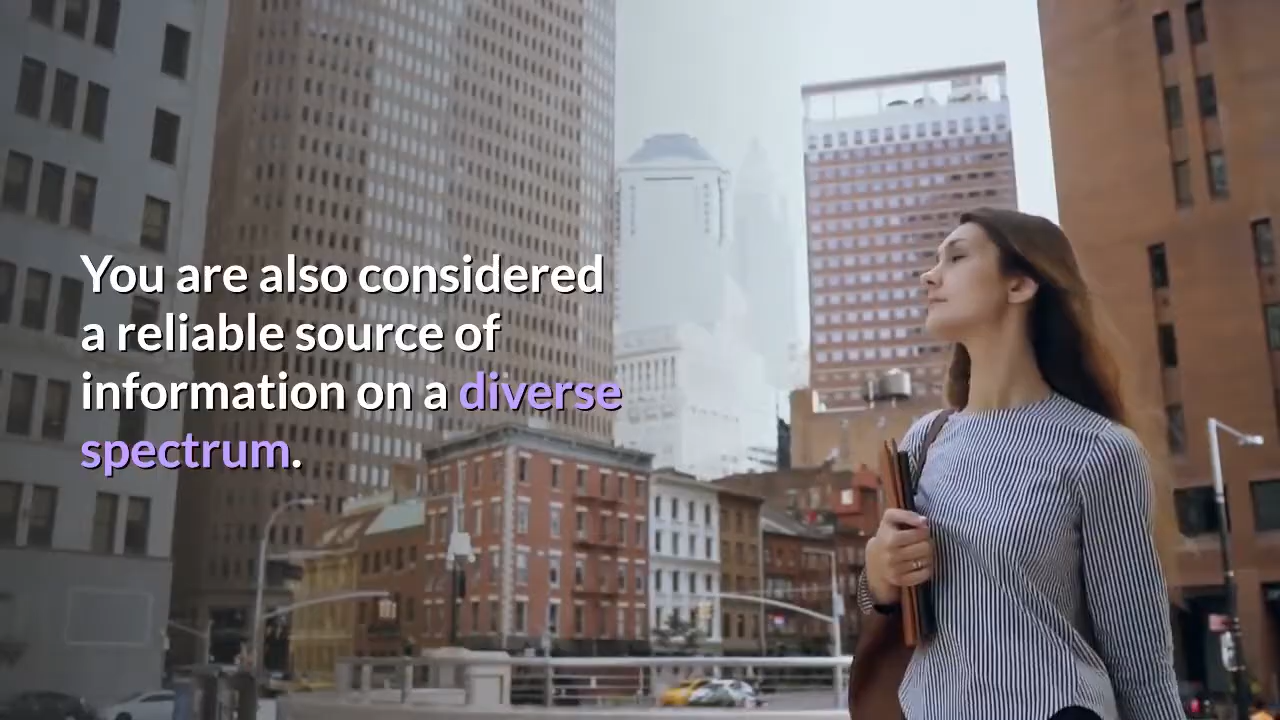 You are also considered
a reliable source of
information on a diverse
spectrum.